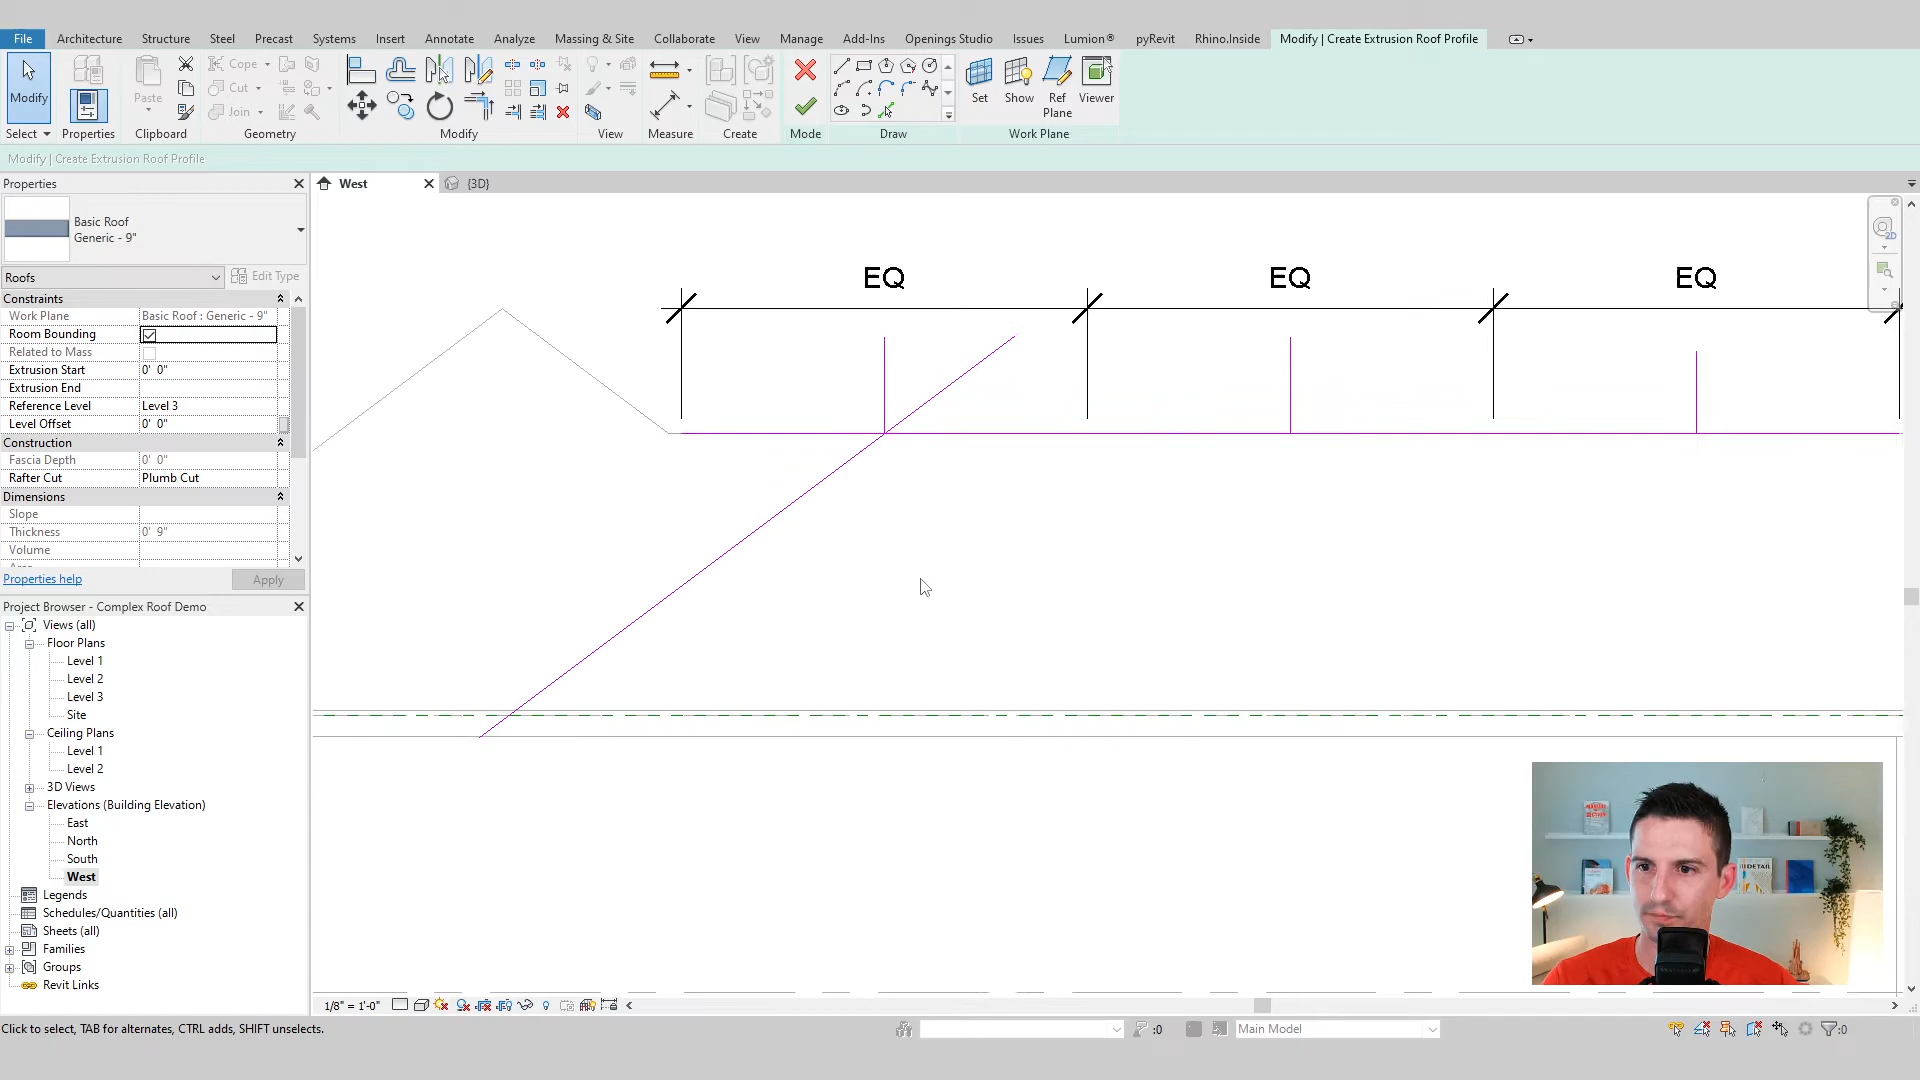 File Architecture Structure Steel Precast Systems Insert Annotate Analyze Massing & Site Collaborate View Manage Add-Ins Openings Studio Issues Lumion® pyRevit Rhino.Inside Modify | Create Extrusion Roof Profile
Modify Properties Paste Cope Cut Join Set Show Ref Plane Viewer
Select Properties Clipboard Geometry Modify View Measure Create Mode Draw Work Plane
Modify | Create Extrusion Roof Profile
Properties
West {3D}
Basic Roof
Generic - 9"
Roofs Edit Type
Constraints
Work Plane Basic Roof : Generic - 9"
Room Bounding
Related to Mass
Extrusion Start 0' 0"
Extrusion End
Reference Level Level 3
Level Offset 0' 0"
Construction
Fascia Depth 0' 0"
Rafter Cut Plumb Cut
Dimensions
Slope
Thickness 0' 9"
Volume
Properties help Apply
EQ EQ EQ
2D
Project Browser - Complex Roof Demo
Views (all)
Floor Plans
Level 1
Level 2
Level 3
Site
Ceiling Plans
Level 1
Level 2
3D Views
Elevations (Building Elevation)
East
North
South
West
Legends
Schedules/Quantities (all)
Sheets (all)
Families
Groups
Revit Links
DETAIL
1/8" = 1'-0"
Click to select, TAB for alternates, CTRL adds, SHIFT unselects.
:0 Main Model :0